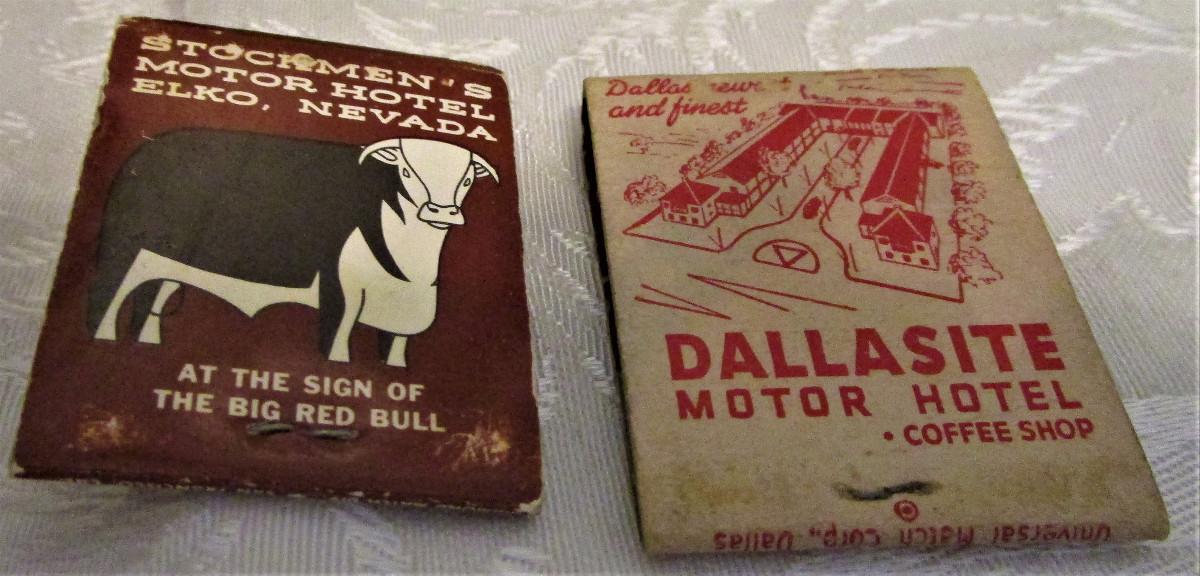 STOCKMEN'S
MOTOR HOTEL
ELKO, NEVADA
AT THE SIGN OF
THE BIG RED BULL
Dallas
and finest
DALLASITE
MOTOR HOTEL
• COFFEE SHOP
Universal Match Corp., Dallas